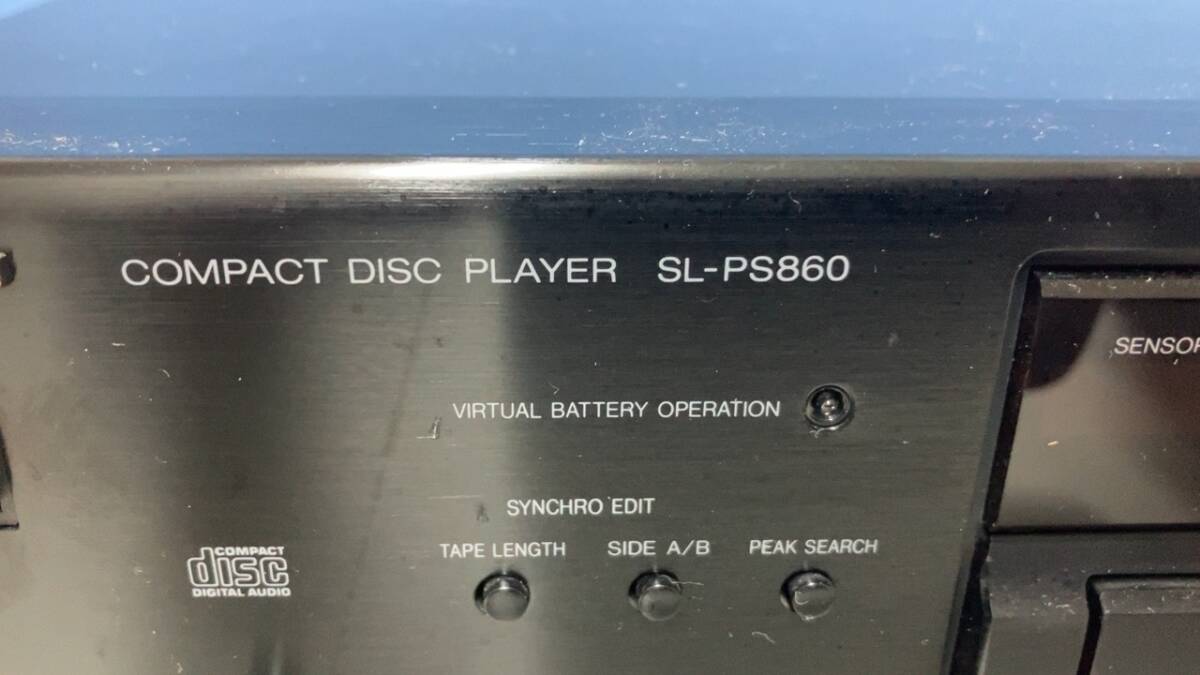 COMPACT DISC PLAYER SL-PS860
SENSOR
VIRTUAL BATTERY OPERATION
SYNCHRO EDIT
TAPE LENGTH SIDE A/B PEAK SEARCH
COMPACT
disc
DIGITAL AUDIO